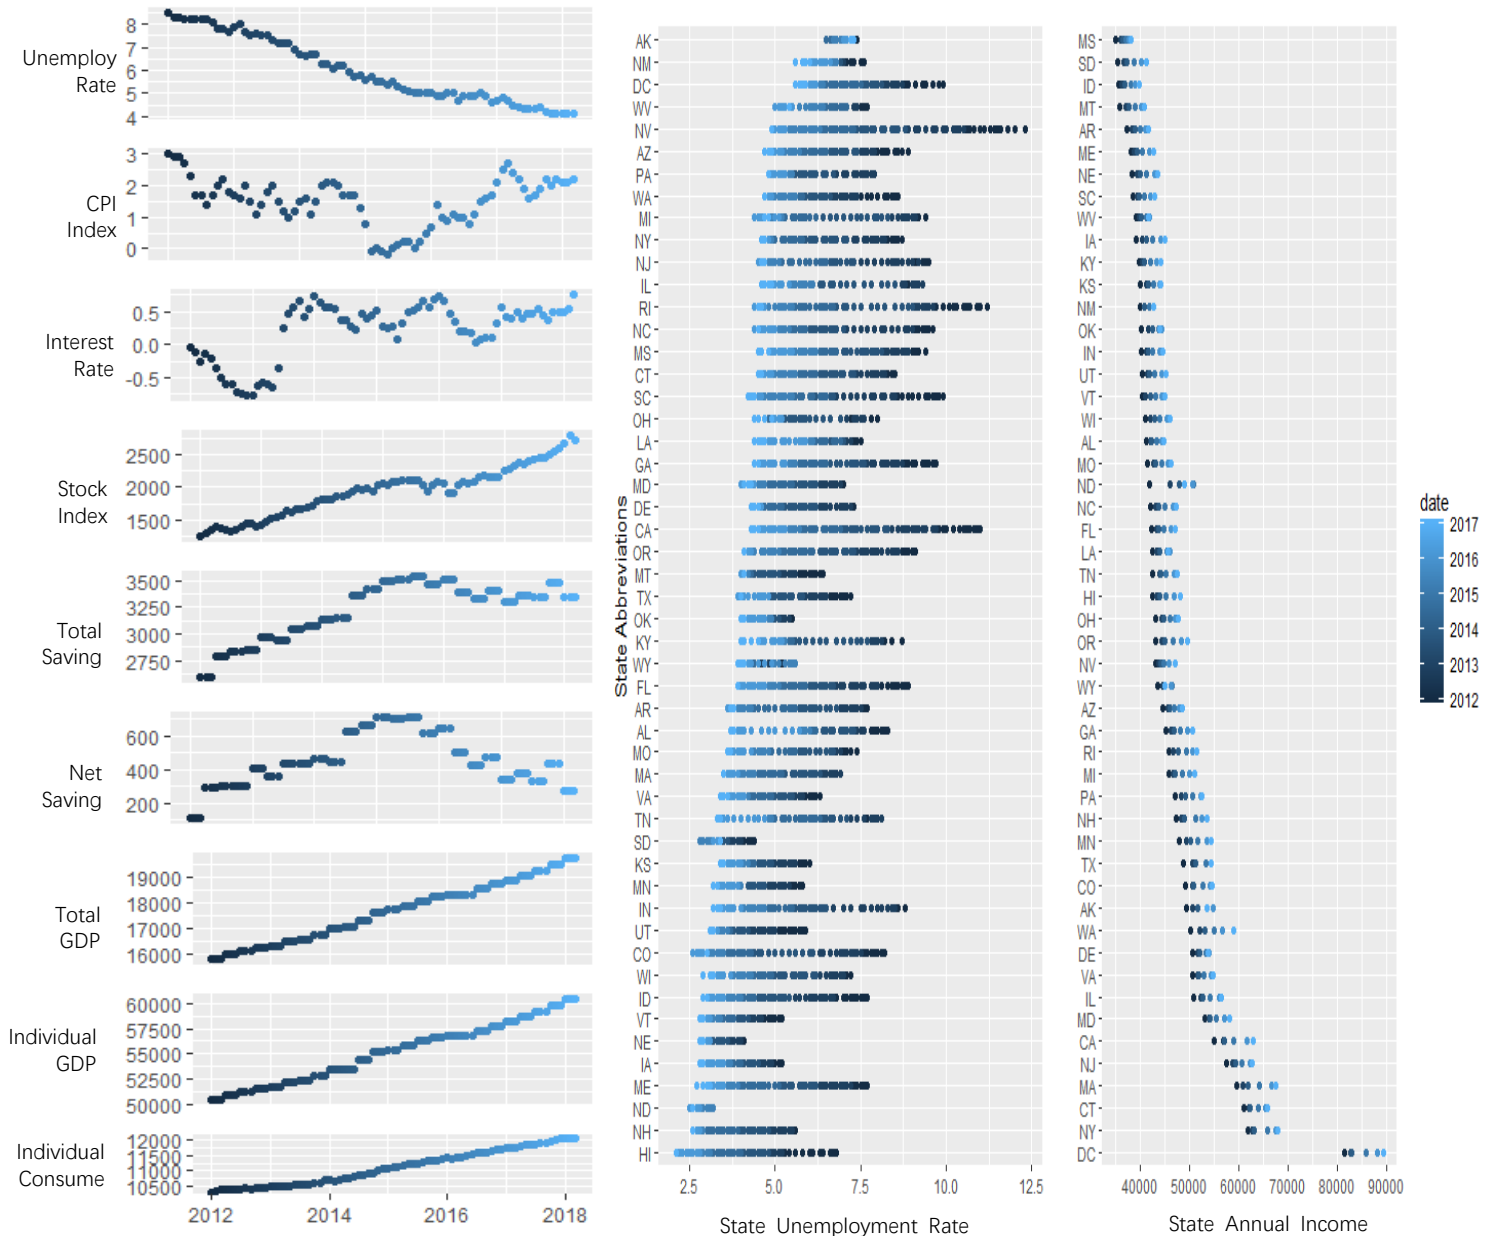 Unemploy
Rate
8
7
6
5
4
CPI
Index
3
2
1
0
Interest
Rate
0.5
0.0
-0.5
Stock
Index
2500
2000
1500
Total
Saving
3500
3250
3000
2750
Net
Saving
600
400
200
Total
GDP
19000
18000
17000
16000
Individual
GDP
60000
57500
55000
52500
50000
Individual
Consume
12000
11500
11000
10500
2012 2014 2016 2018
State Abbreviations
AK
NM
DC
WV
NV
AZ
PA
WA
MI
NY
NJ
IL
RI
NC
MS
CT
SC
OH
LA
GA
MD
DE
CA
OR
MT
TX
OK
KY
WY
FL
AR
AL
MO
MA
VA
TN
SD
KS
MN
IN
UT
CO
WI
ID
VT
NE
IA
ME
ND
NH
HI
2.5 5.0 7.5 10.0 12.5
State Unemployment Rate
MS
SD
ID
MT
AR
ME
NE
SC
WV
IA
KY
KS
NM
OK
IN
UT
VT
WI
AL
MO
ND
NC
FL
LA
TN
HI
OH
OR
NV
WY
AZ
GA
RI
MI
PA
NH
MN
TX
CO
AK
WA
DE
VA
IL
MD
CA
NJ
MA
CT
NY
DC
40000 50000 60000 70000 80000 90000
State Annual Income
date
2017
2016
2015
2014
2013
2012